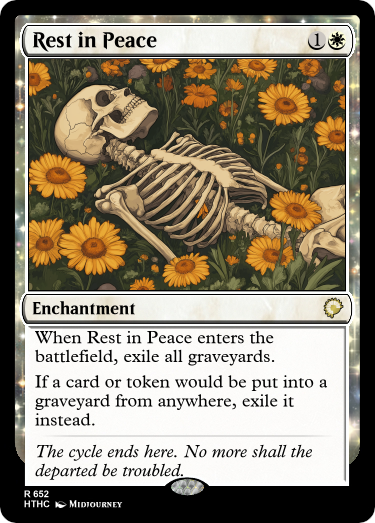 Rest in Peace 1
Enchantment
When Rest in Peace enters the
battlefield, exile all graveyards.
If a card or token would be put into a
graveyard from anywhere, exile it
instead.
The cycle ends here. No more shall the
departed be troubled.
R 652
HTHC Midjourney